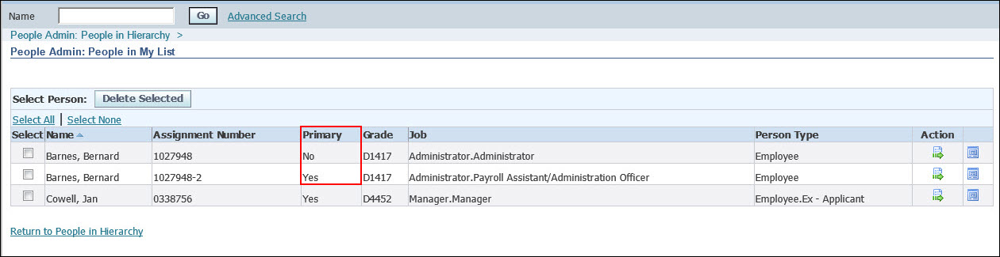 Name Go Advanced Search
People Admin: People in Hierarchy >
People Admin: People in My List
Select Person: Delete Selected
Select All | Select None
Select Name Assignment Number Primary Grade Job Person Type Action
Barnes, Bernard 1027948 No D1417 Administrator.Administrator Employee
Barnes, Bernard 1027948-2 Yes D1417 Administrator.Payroll Assistant/Administration Officer Employee
Cowell, Jan 0338756 Yes D4452 Manager.Manager Employee.Ex - Applicant
Return to People in Hierarchy